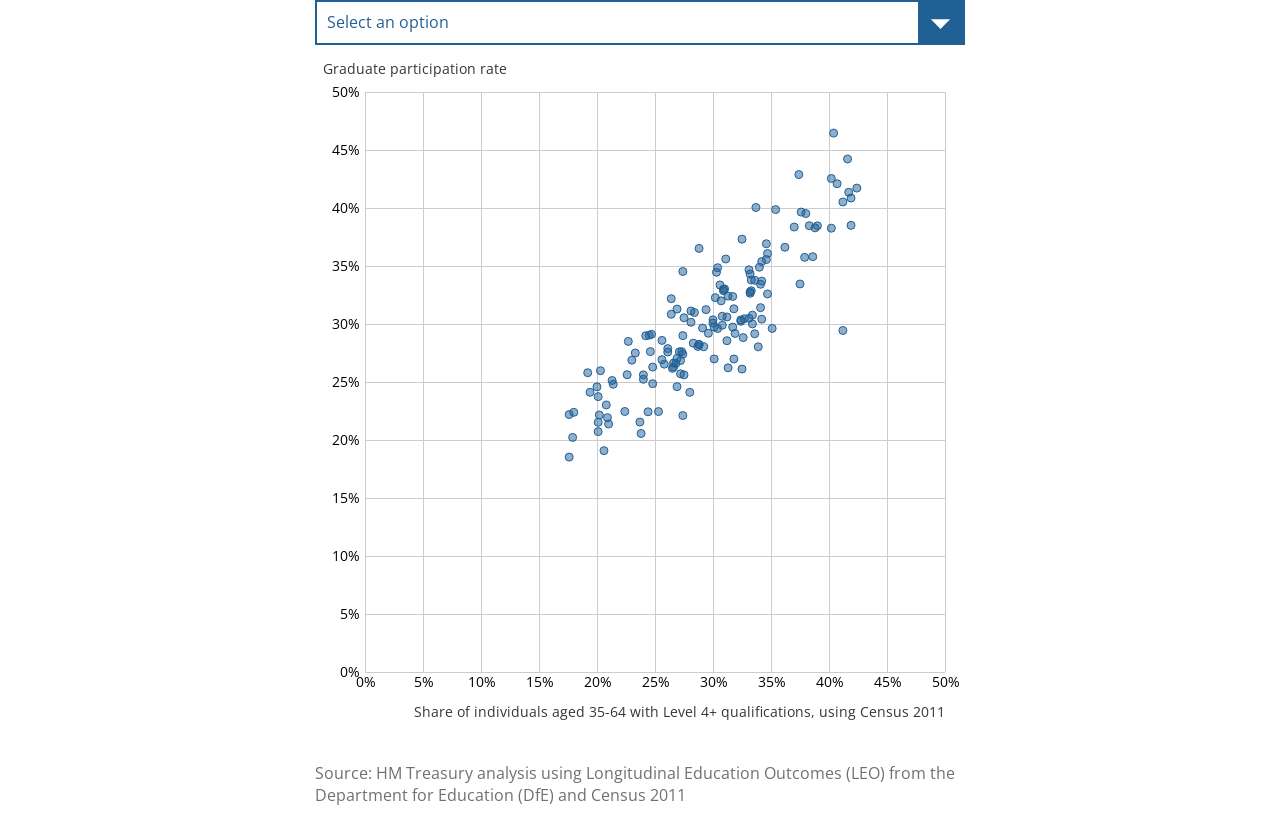 Select an option
Graduate participation rate
50%
45%
40%
35%
30%
25%
20%
15%
10%
5%
0%
0% 5% 10% 15% 20% 25% 30% 35% 40% 45% 50%
Share of individuals aged 35-64 with Level 4+ qualifications, using Census 2011
Source: HM Treasury analysis using Longitudinal Education Outcomes (LEO) from the
Department for Education (DfE) and Census 2011